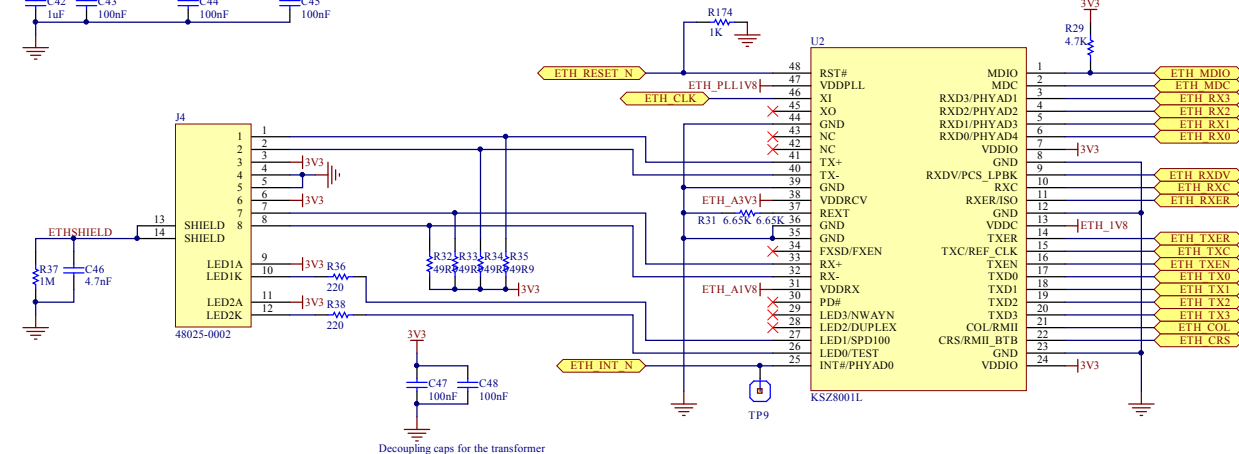 C42
1uF
C43
100nF
C44
100nF
C45
100nF
R174
1K
3V3
R29
4.7K
U2
ETH_RESET_N
ETH_PLL1V8
ETH_CLK
48 RST#
47 VDDPLL
46 XI
45 XO
44 GND
43 NC
42 NC
41 TX+
40 TX-
39 GND
38 VDDRCV
37 REXT
36 GND
35 GND
34 FXSD/FXEN
33 RX+
32 RX-
31 VDDRX
30 PD#
29 LED3/NWAYN
28 LED2/DUPLEX
27 LED1/SPD100
26 LED0/TEST
25 INT#/PHYAD0
MDIO 1 ETH_MDIO
MDC 2 ETH_MDC
RXD3/PHYAD1 3 ETH_RX3
RXD2/PHYAD2 4 ETH_RX2
RXD1/PHYAD3 5 ETH_RX1
RXD0/PHYAD4 6 ETH_RX0
VDDIO 7 3V3
GND 8
RXDV/PCS_LPBK 9 ETH_RXDV
RXC 10 ETH_RXC
RXER/ISO 11 ETH_RXER
GND 12
VDDC 13 ETH_1V8
TXER 14 ETH_TXER
TXC/REF_CLK 15 ETH_TXC
TXEN 16 ETH_TXEN
TXD0 17 ETH_TX0
TXD1 18 ETH_TX1
TXD2 19 ETH_TX2
TXD3 20 ETH_TX3
COL/RMII 21 ETH_COL
CRS/RMII_BTB 22 ETH_CRS
GND 23
VDDIO 24 3V3
KSZ8001L
ETH_A3V3
R31 6.65K 6.65K
ETH_A1V8
ETH_INT_N
TP9
J4
1 1
2 2
3 3 3V3
4 4
5 5
6 6 3V3
7 7
8 8
13 SHIELD
14 SHIELD
ETHSHIELD
R37
1M
C46
4.7nF
LED1A 9 3V3
LED1K 10
R36
220
LED2A 11 3V3
LED2K 12
R38
220
48025-0002
R32
49R9
R33
49R9
R34
49R9
R35
49R9
3V3
3V3
C47
100nF
C48
100nF
Decoupling caps for the transformer